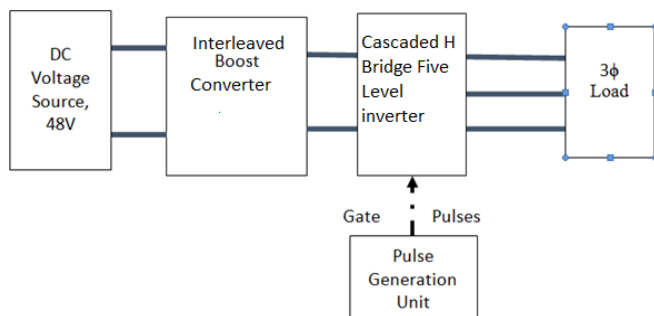 DC
Voltage
Source,
48V
Interleaved
Boost
Converter
.
Cascaded H
Bridge Five
Level
inverter
3ϕ
Load
Gate Pulses
Pulse
Generation
Unit